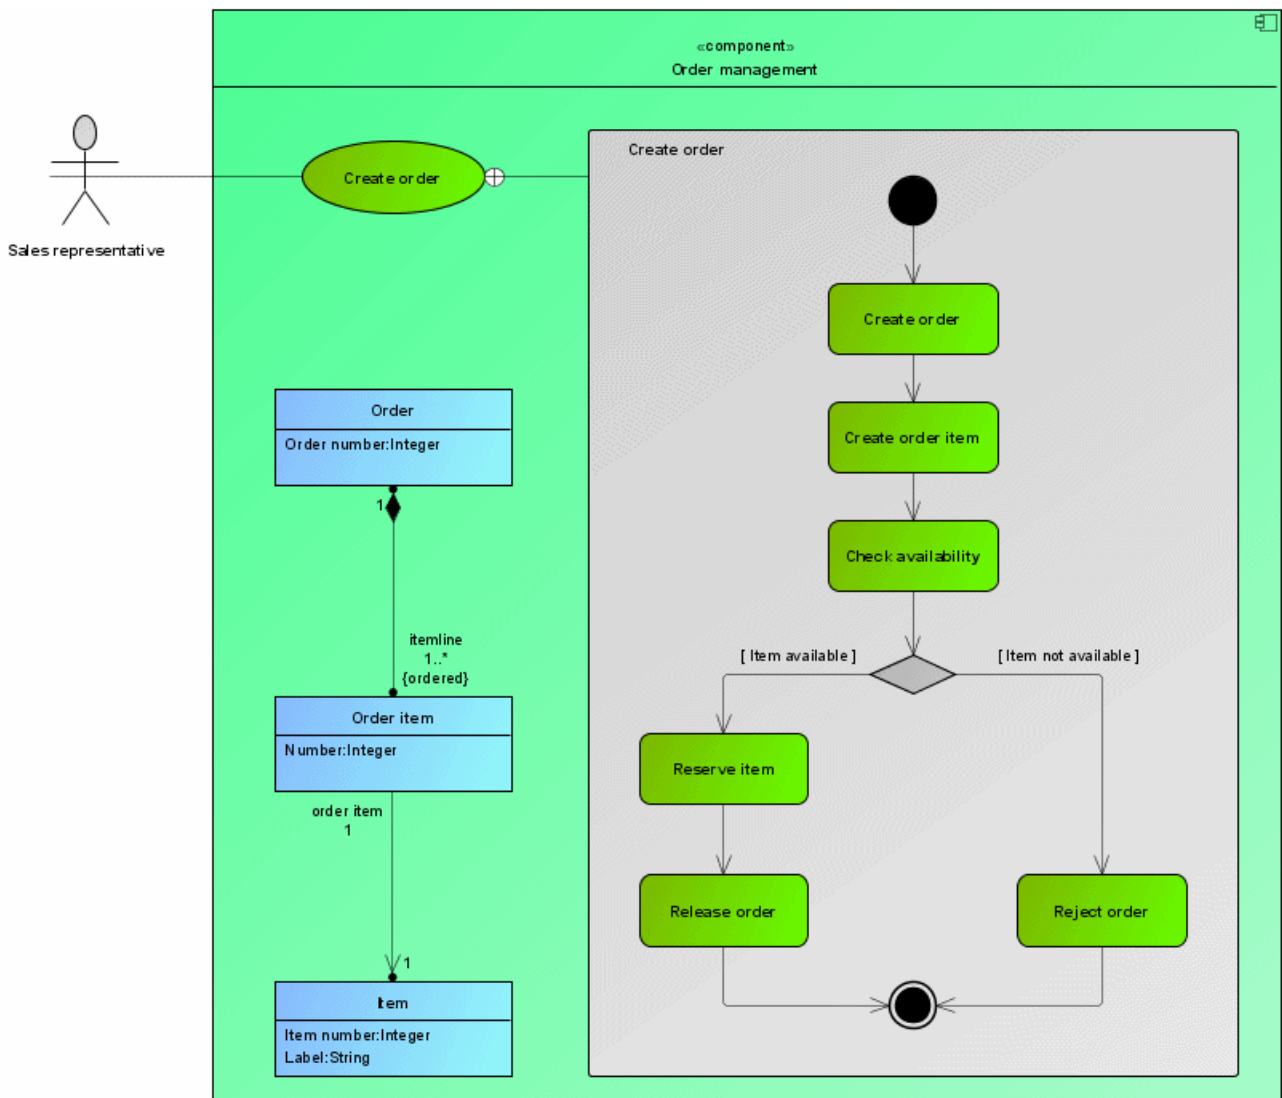 «component»
Order management
Sales representative
Create order
Create order
Create order
Create order item
Check availability
[ Item available ]
[ Item not available ]
Reserve item
Release order
Reject order
Order
Order number:Integer
1
itemline
1..*
{ordered}
Order item
Number:Integer
order item
1
1
Item
Item number:Integer
Label:String